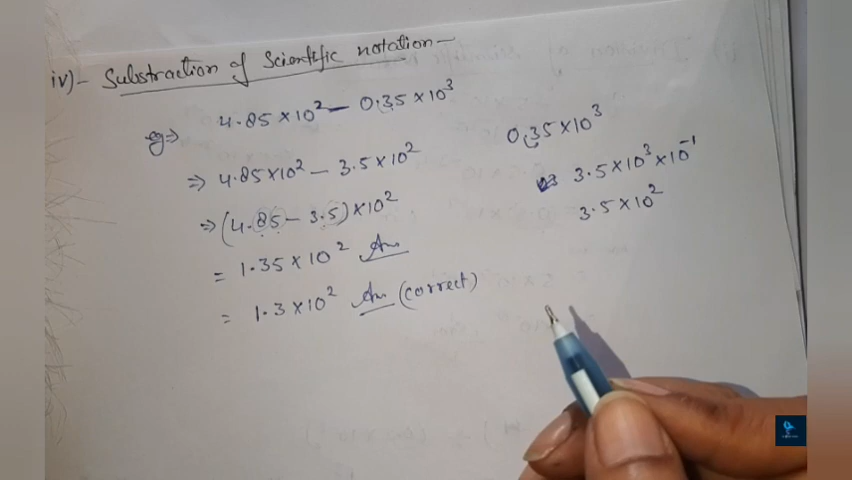 iv)- Substraction of Scientific notation-
eg⇒ 4.85×10² - 0.35×10³
⇒ 4.85×10² - 3.5×10²
⇒ (4.85 - 3.5)×10²
= 1.35×10² Ans
= 1.3×10² Ans (correct)
0.35×10³
3.5×10³×10⁻¹
3.5×10²